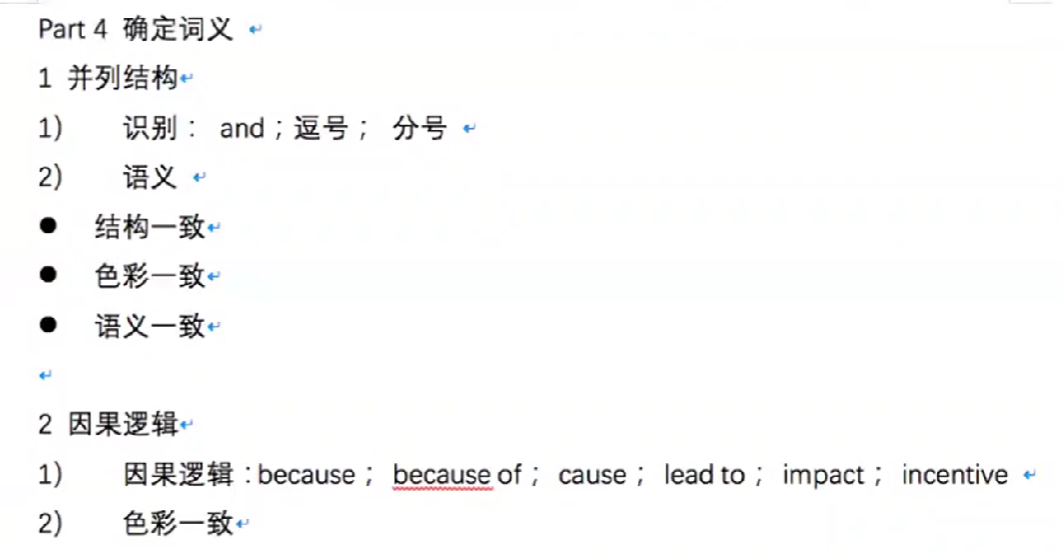 Part 4 确定词义
1 并列结构
1) 识别： and；逗号； 分号
2) 语义
● 结构一致
● 色彩一致
● 语义一致
2 因果逻辑
1) 因果逻辑：because； because of； cause； lead to； impact； incentive
2) 色彩一致